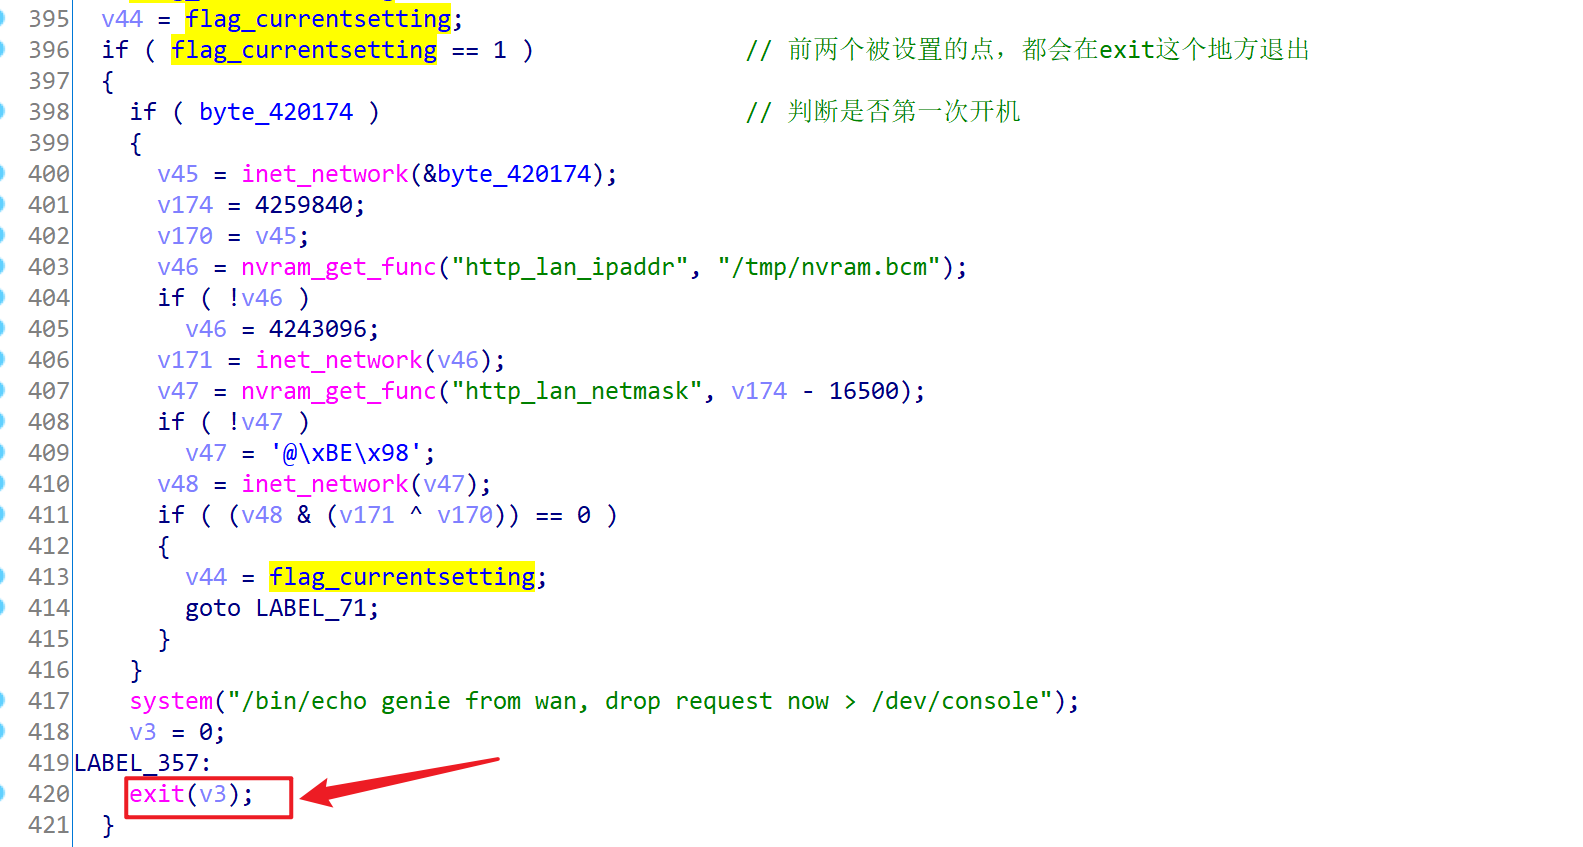 395 v44 = flag_currentsetting;
396 if ( flag_currentsetting == 1 ) // 前两个被设置的点，都会在exit这个地方退出
397 {
398 if ( byte_420174 ) // 判断是否第一次开机
399 {
400 v45 = inet_network(&byte_420174);
401 v174 = 4259840;
402 v170 = v45;
403 v46 = nvram_get_func("http_lan_ipaddr", "/tmp/nvram.bcm");
404 if ( !v46 )
405 v46 = 4243096;
406 v171 = inet_network(v46);
407 v47 = nvram_get_func("http_lan_netmask", v174 - 16500);
408 if ( !v47 )
409 v47 = '@\xBE\x98';
410 v48 = inet_network(v47);
411 if ( (v48 & (v171 ^ v170)) == 0 )
412 {
413 v44 = flag_currentsetting;
414 goto LABEL_71;
415 }
416 }
417 system("/bin/echo genie from wan, drop request now > /dev/console");
418 v3 = 0;
419 LABEL_357:
420 exit(v3);
421 }